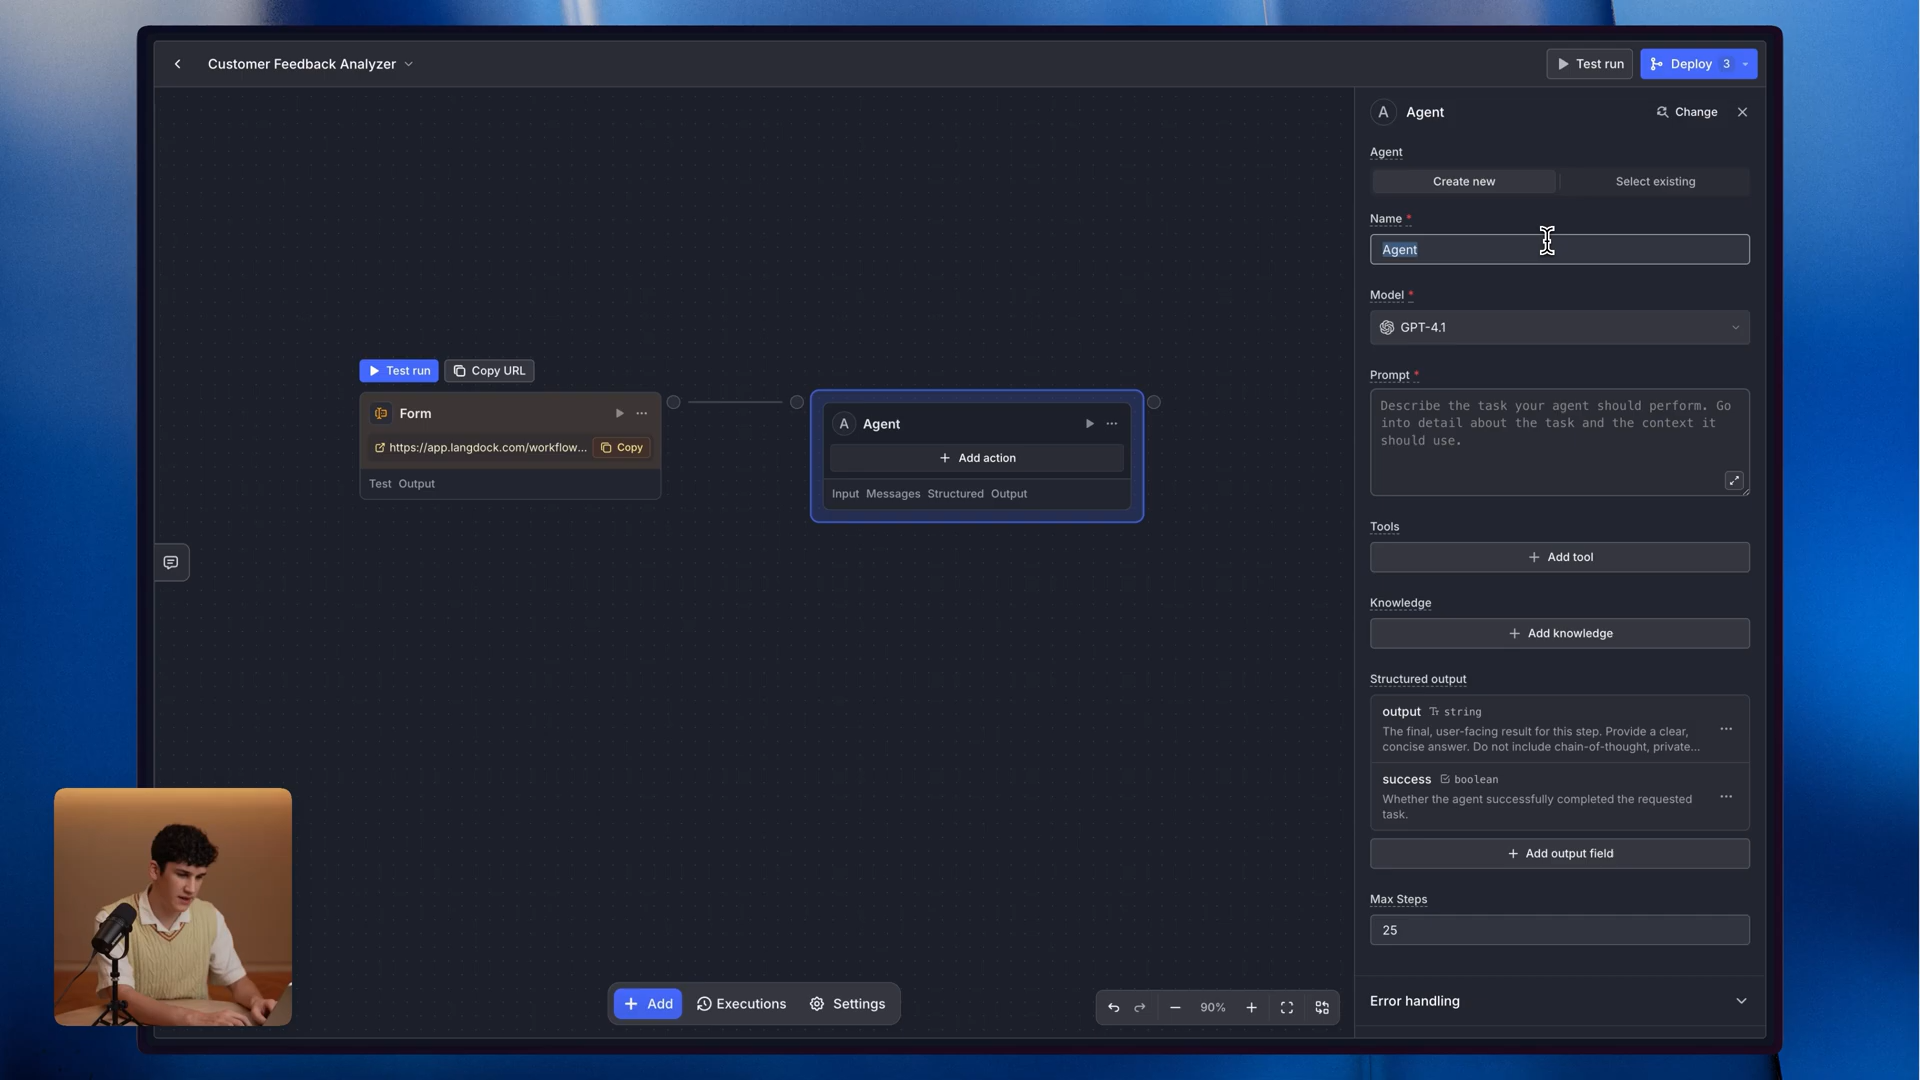 Customer Feedback Analyzer
Test run
Deploy 3
A Agent
Change
Agent
Create new
Select existing
Name *
Agent
Model *
GPT-4.1
Prompt *
Describe the task your agent should perform. Go
into detail about the task and the context it
should use.
Tools
+ Add tool
Knowledge
+ Add knowledge
Structured output
output Tт string
The final, user-facing result for this step. Provide a clear,
concise answer. Do not include chain-of-thought, private...
success boolean
Whether the agent successfully completed the requested
task.
+ Add output field
Max Steps
25
Error handling
Test run
Copy URL
Form
https://app.langdock.com/workflow...
Copy
Test Output
A Agent
+ Add action
Input Messages Structured Output
+ Add
Executions
Settings
90%